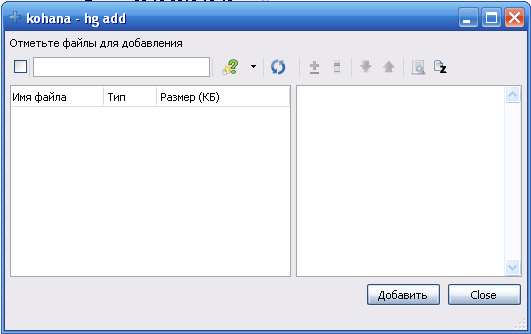 kohana - hg add
Отметьте файлы для добавления
Имя файла Тип Размер (КБ)
Добавить Close